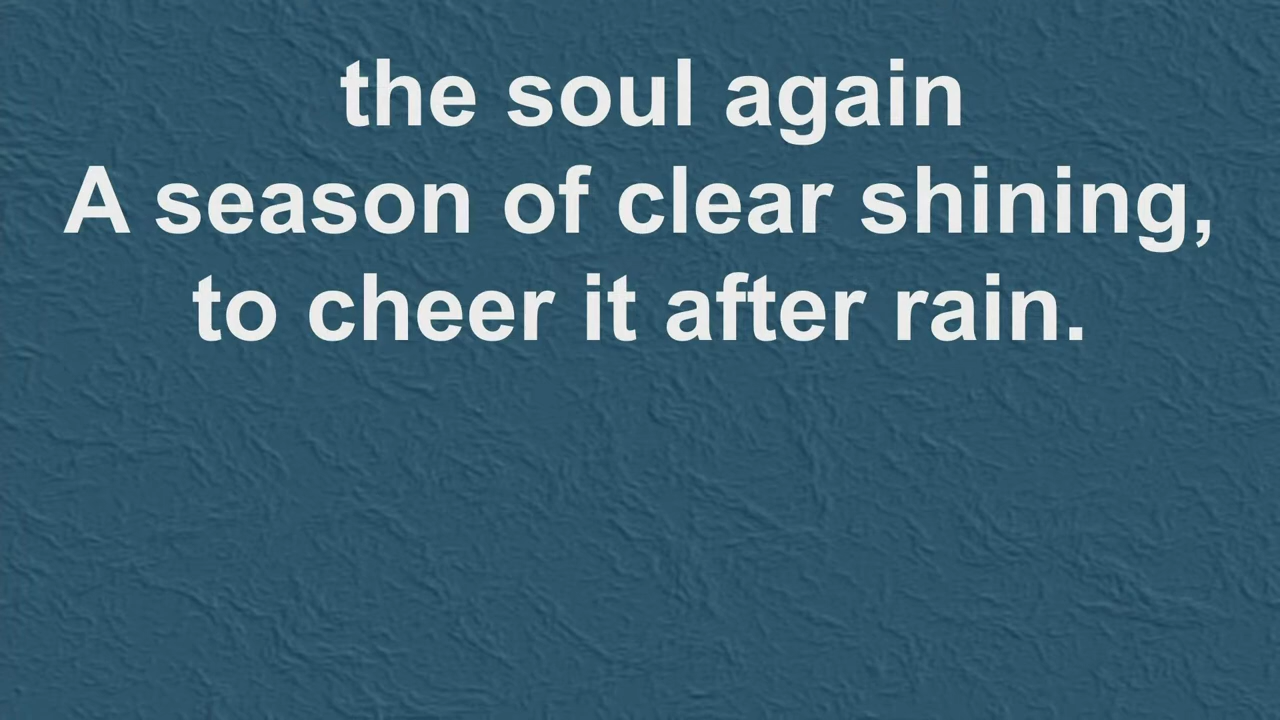 the soul again
A season of clear shining,
to cheer it after rain.